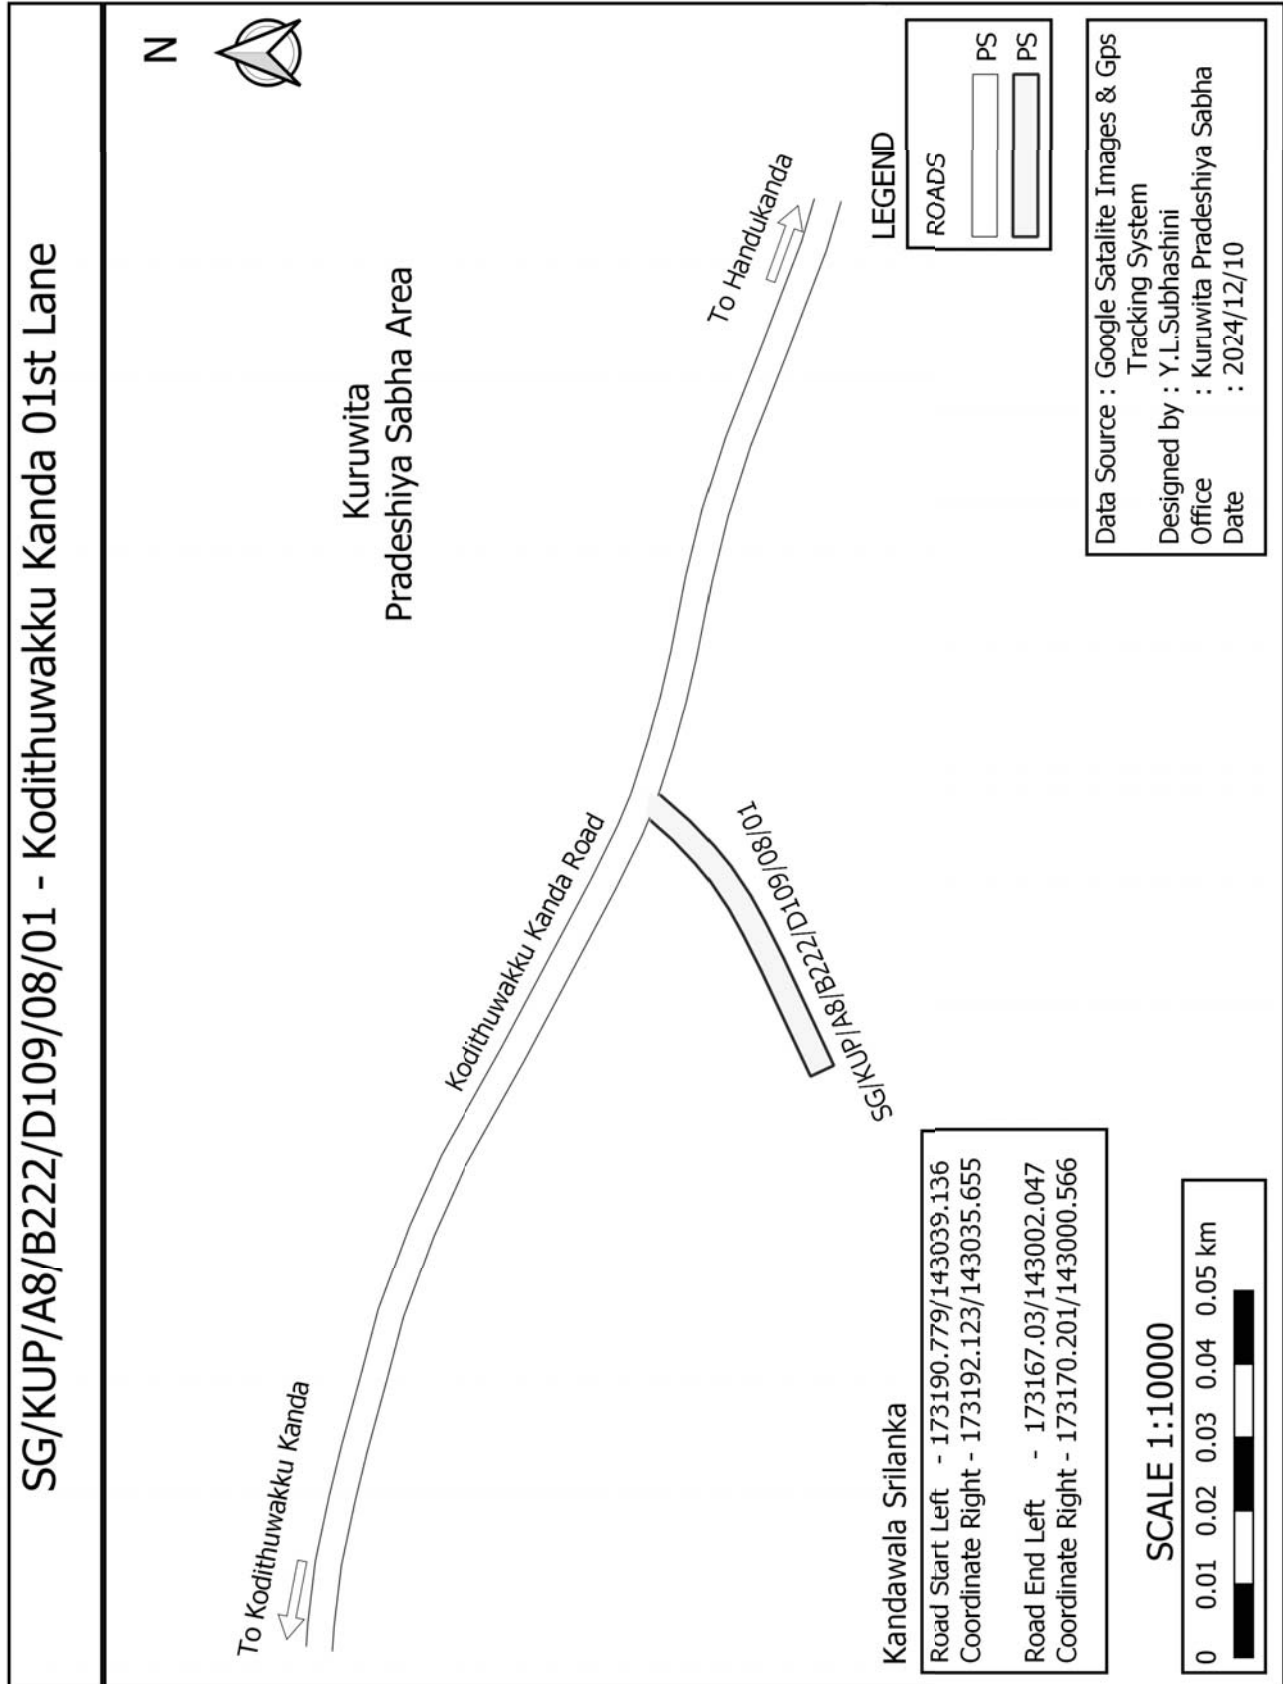 SG/KUP/A8/B222/D109/08/01 - Kodithuwakku Kanda 01st Lane
N
Kuruwita
Pradeshiya Sabha Area
To Kodithuwakku Kanda
Kodithuwakku Kanda Road
To Handukanda
SG/KUP/A8/B222/D109/08/01
Kandawala Srilanka
Road Start Left - 173190.779/143039.136
Coordinate Right - 173192.123/143035.655
Road End Left - 173167.03/143002.047
Coordinate Right - 173170.201/143000.566
SCALE 1:10000
0 0.01 0.02 0.03 0.04 0.05 km
LEGEND
ROADS
PS
PS
Data Source : Google Satalite Images & Gps
Tracking System
Designed by : Y.L.Subhashini
Office : Kuruwita Pradeshiya Sabha
Date : 2024/12/10